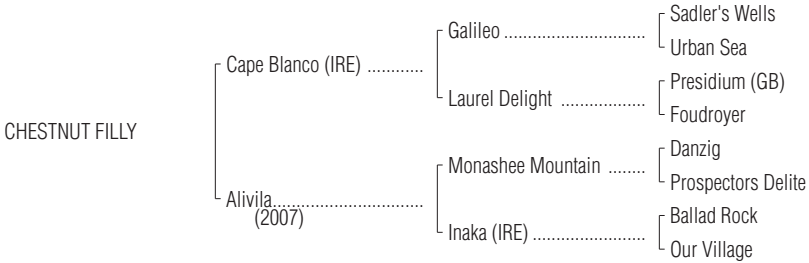 Sadler's Wells
Galileo ..............................
Urban Sea
Cape Blanco (IRE) ............
Presidium (GB)
Laurel Delight ..................
Foudroyer
CHESTNUT FILLY
Danzig
Monashee Mountain ........
Prospectors Delite
Alivila................................
(2007)
Ballad Rock
Inaka (IRE) ........................
Our Village